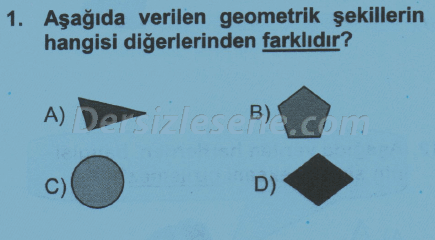 1. Aşağıda verilen geometrik şekillerin
hangisi diğerlerinden farklıdır?
A)
B)
Dersizlesene.com
C)
D)